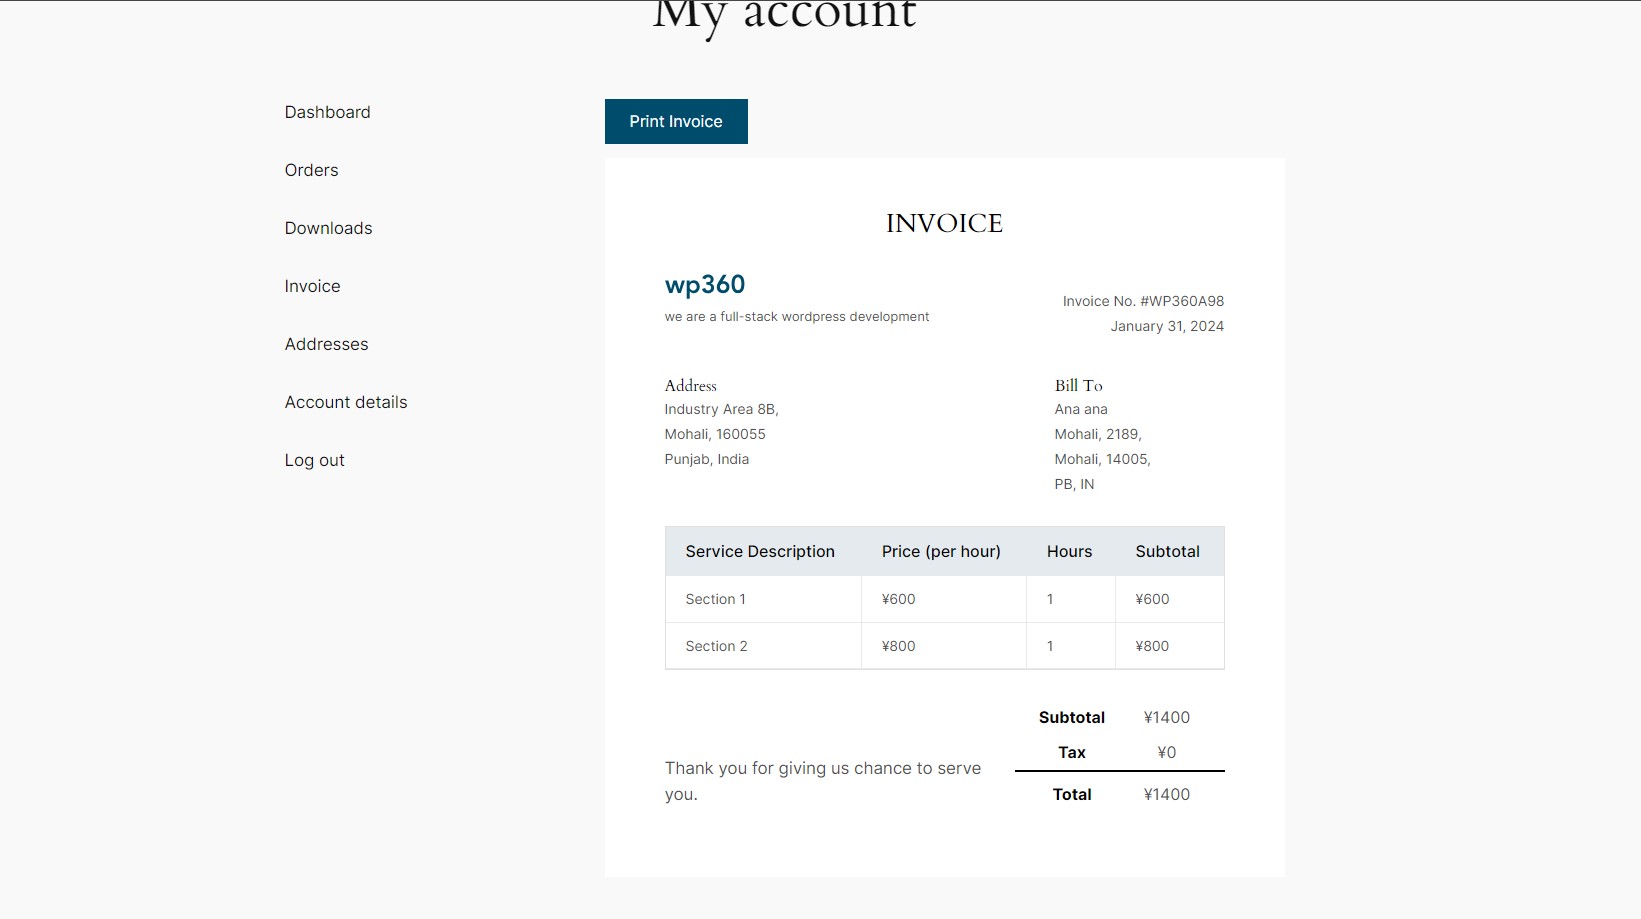 My account
Dashboard
Orders
Downloads
Invoice
Addresses
Account details
Log out
Print Invoice
INVOICE
wp360
we are a full-stack wordpress development
Invoice No. #WP360A98
January 31, 2024
Address
Industry Area 8B,
Mohali, 160055
Punjab, India
Bill To
Ana ana
Mohali, 2189,
Mohali, 14005,
PB, IN
Service Description Price (per hour) Hours Subtotal
Section 1 ¥600 1 ¥600
Section 2 ¥800 1 ¥800
Subtotal ¥1400
Tax ¥0
Total ¥1400
Thank you for giving us chance to serve
you.